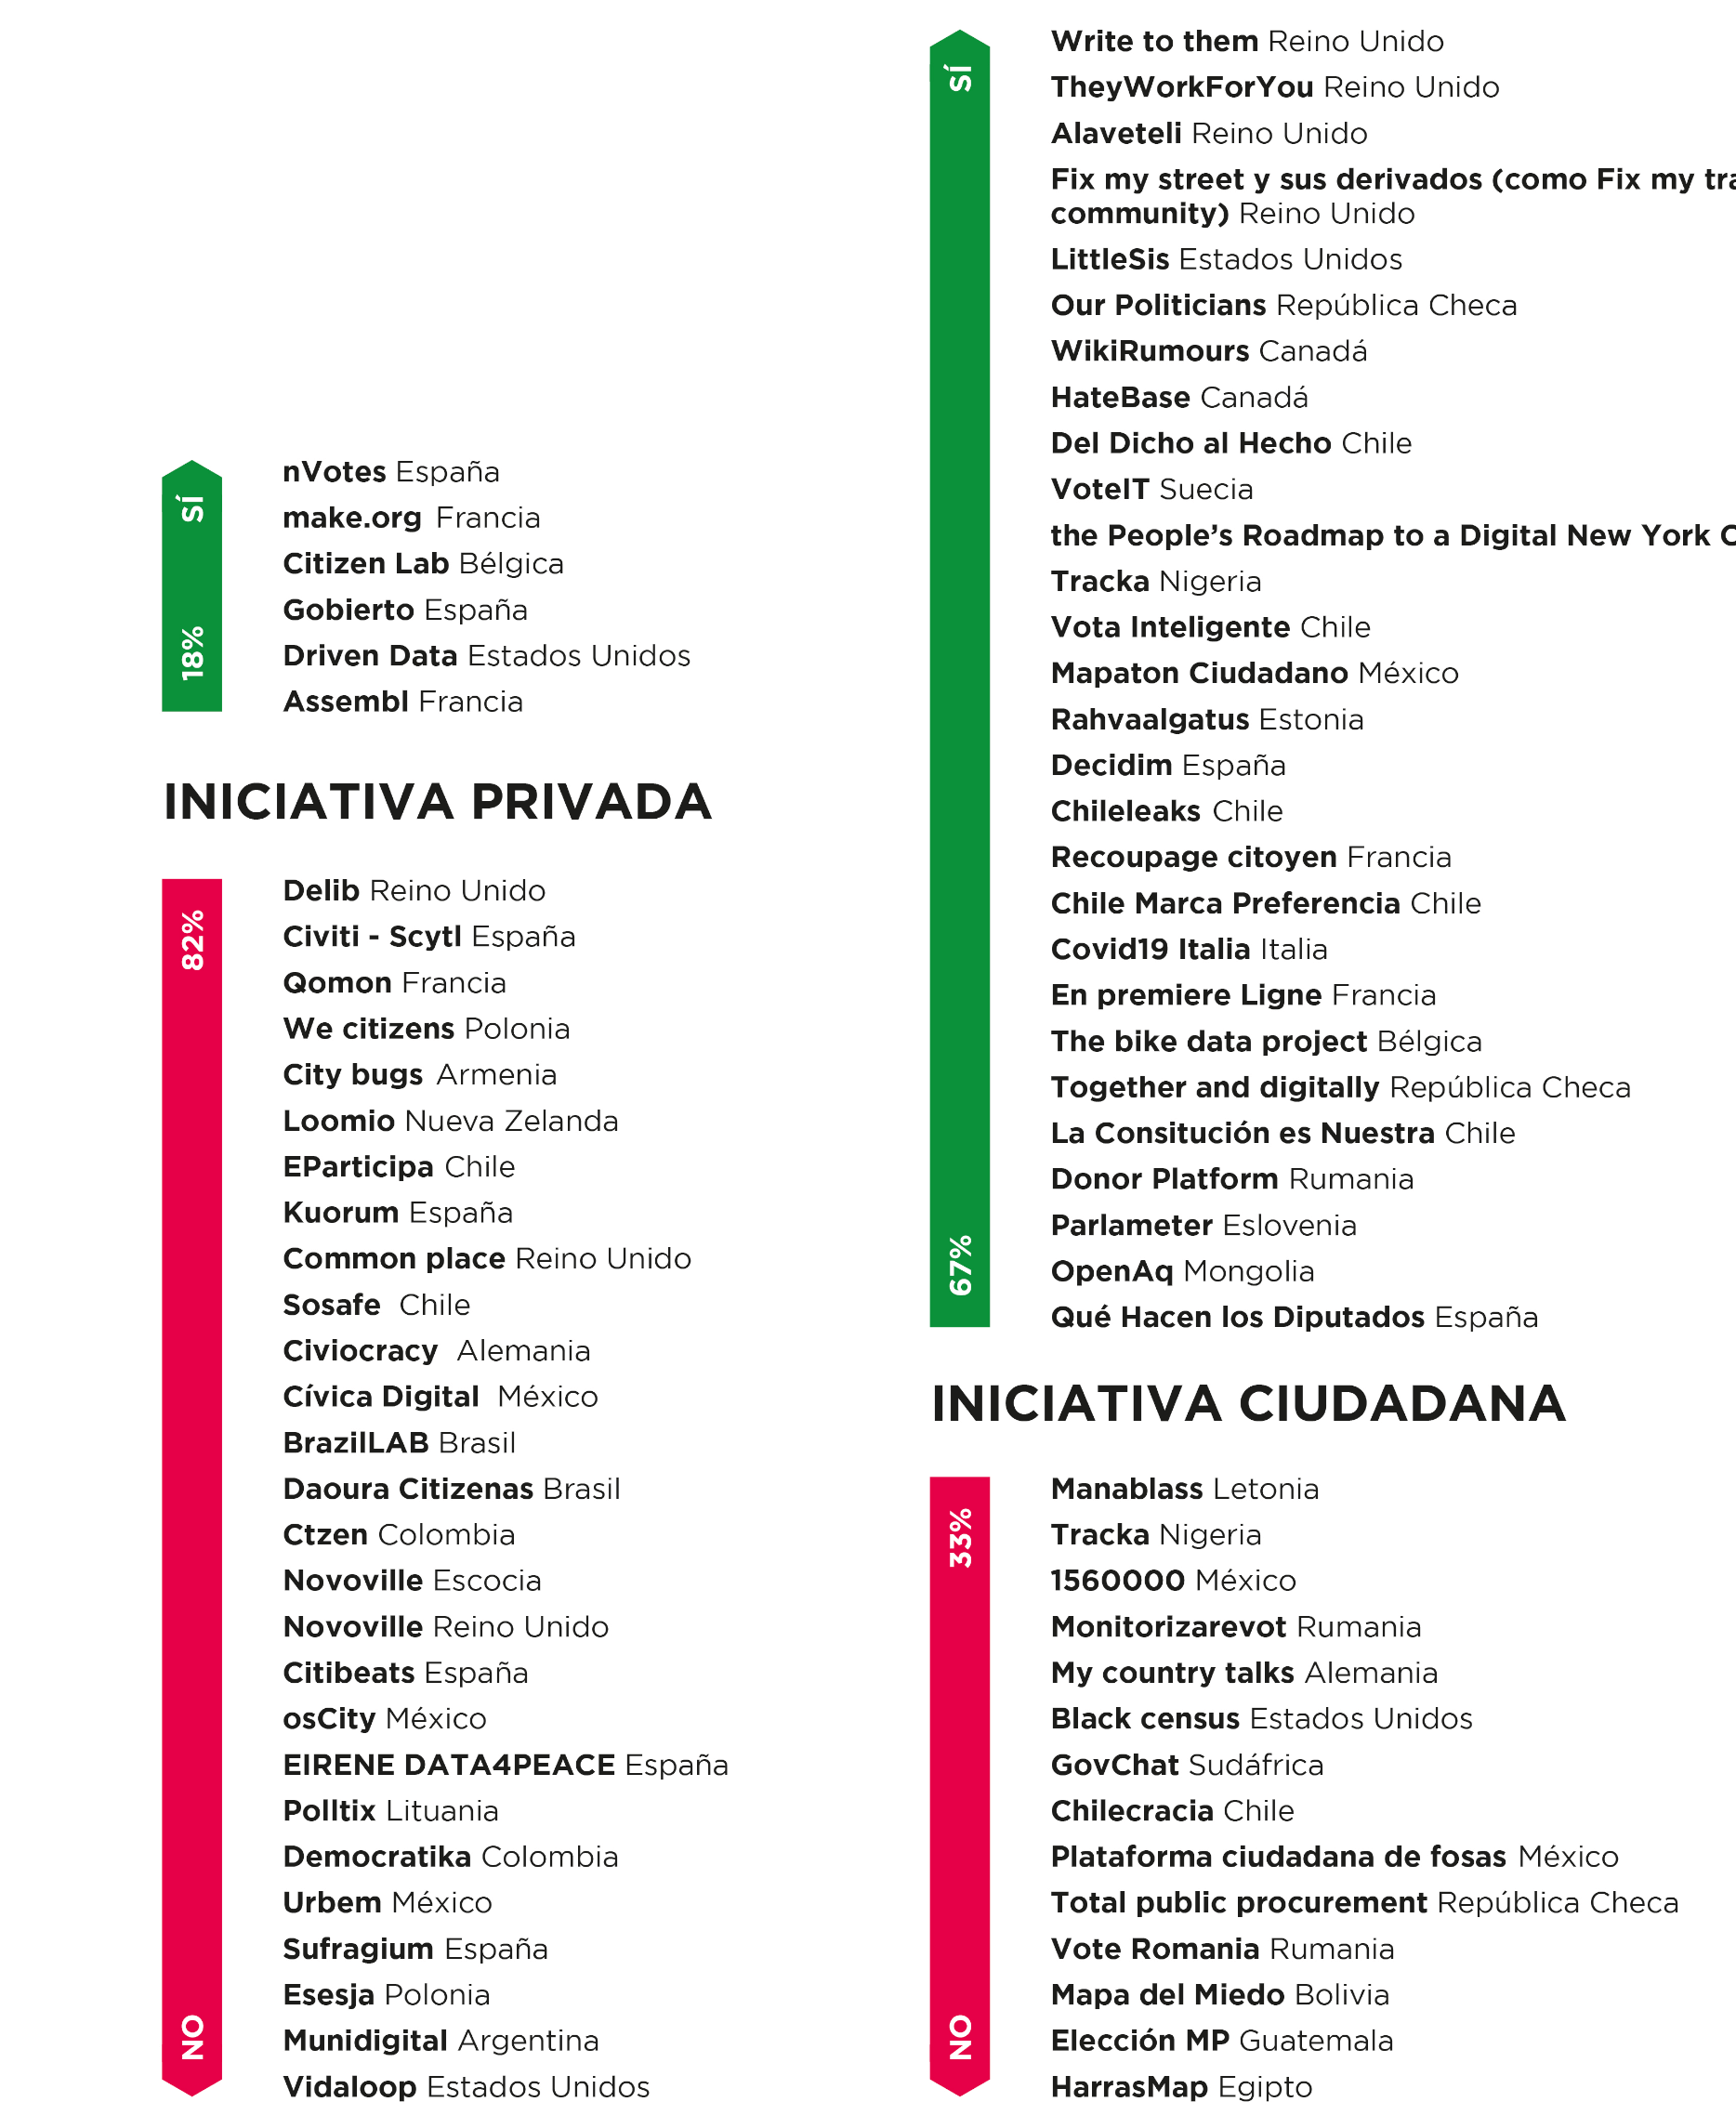 SÍ
18%
nVotes España
make.org Francia
Citizen Lab Bélgica
Gobierto España
Driven Data Estados Unidos
Assembl Francia
INICIATIVA PRIVADA
82%
NO
Delib Reino Unido
Civiti - Scytl España
Qomon Francia
We citizens Polonia
City bugs Armenia
Loomio Nueva Zelanda
EParticipa Chile
Kuorum España
Common place Reino Unido
Sosafe Chile
Civiocracy Alemania
Cívica Digital México
BrazilLAB Brasil
Daoura Citizenas Brasil
Ctzen Colombia
Novoville Escocia
Novoville Reino Unido
Citibeats España
osCity México
EIRENE DATA4PEACE España
Polltix Lituania
Democratika Colombia
Urbem México
Sufragium España
Esesja Polonia
Munidigital Argentina
Vidaloop Estados Unidos
SÍ
67%
Write to them Reino Unido
TheyWorkForYou Reino Unido
Alaveteli Reino Unido
Fix my street y sus derivados (como Fix my
community) Reino Unido
LittleSis Estados Unidos
Our Politicians República Checa
WikiRumours Canadá
HateBase Canadá
Del Dicho al Hecho Chile
VoteIT Suecia
the People’s Roadmap to a Digital New York
Tracka Nigeria
Vota Inteligente Chile
Mapaton Ciudadano México
Rahvaalgatus Estonia
Decidim España
Chileleaks Chile
Recoupage citoyen Francia
Chile Marca Preferencia Chile
Covid19 Italia Italia
En premiere Ligne Francia
The bike data project Bélgica
Together and digitally República Checa
La Consitución es Nuestra Chile
Donor Platform Rumania
Parlameter Eslovenia
OpenAq Mongolia
Qué Hacen los Diputados España
INICIATIVA CIUDADANA
33%
NO
Manablass Letonia
Tracka Nigeria
1560000 México
Monitorizarevot Rumania
My country talks Alemania
Black census Estados Unidos
GovChat Sudáfrica
Chilecracia Chile
Plataforma ciudadana de fosas México
Total public procurement República Checa
Vote Romania Rumania
Mapa del Miedo Bolivia
Elección MP Guatemala
HarrasMap Egipto